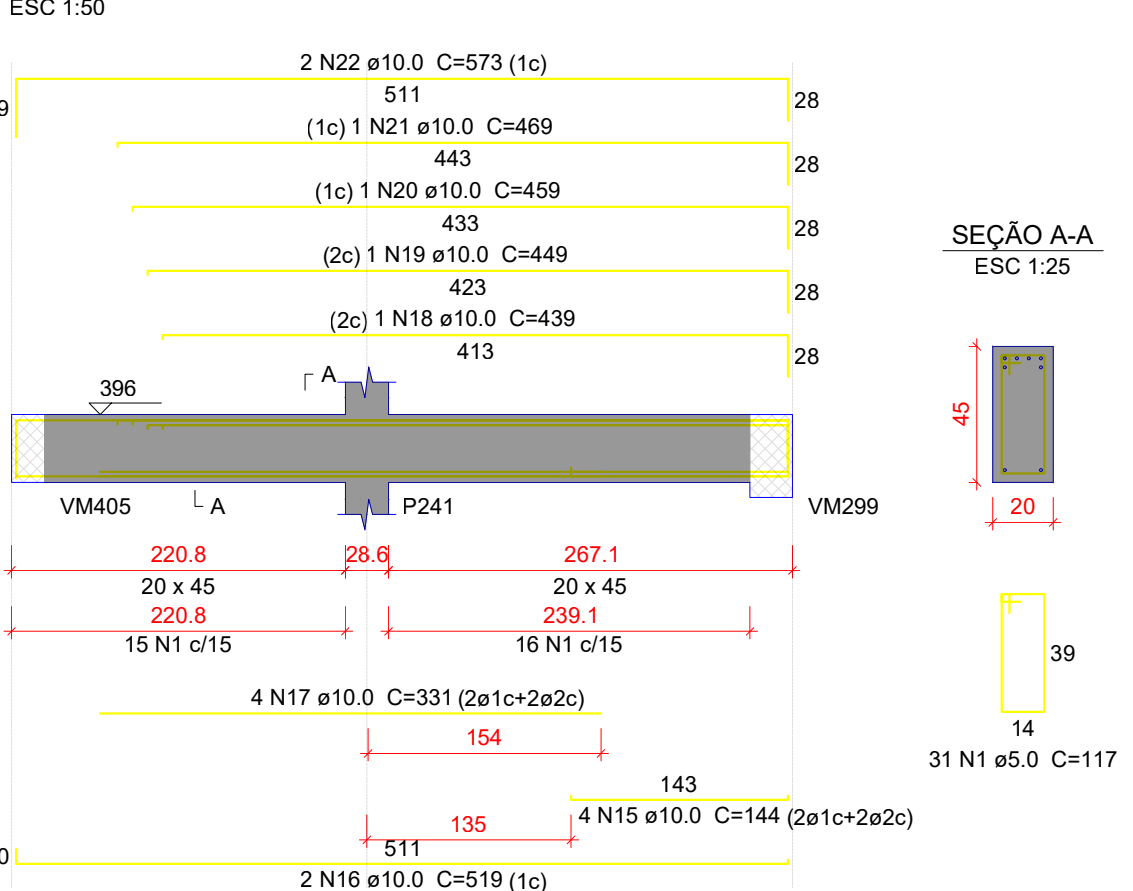 ESC 1:50
2 N22 ø10.0 C=573 (1c)
9
511
28
(1c) 1 N21 ø10.0 C=469
443
28
(1c) 1 N20 ø10.0 C=459
433
28
(2c) 1 N19 ø10.0 C=449
423
28
(2c) 1 N18 ø10.0 C=439
413
28
SEÇÃO A-A
ESC 1:25
A
396
45
20
VM405
A
P241
VM299
220.8
28.6
267.1
20 x 45
20 x 45
220.8
239.1
15 N1 c/15
16 N1 c/15
39
14
31 N1 ø5.0 C=117
4 N17 ø10.0 C=331 (2ø1c+2ø2c)
154
143
4 N15 ø10.0 C=144 (2ø1c+2ø2c)
135
511
0
2 N16 ø10.0 C=519 (1c)